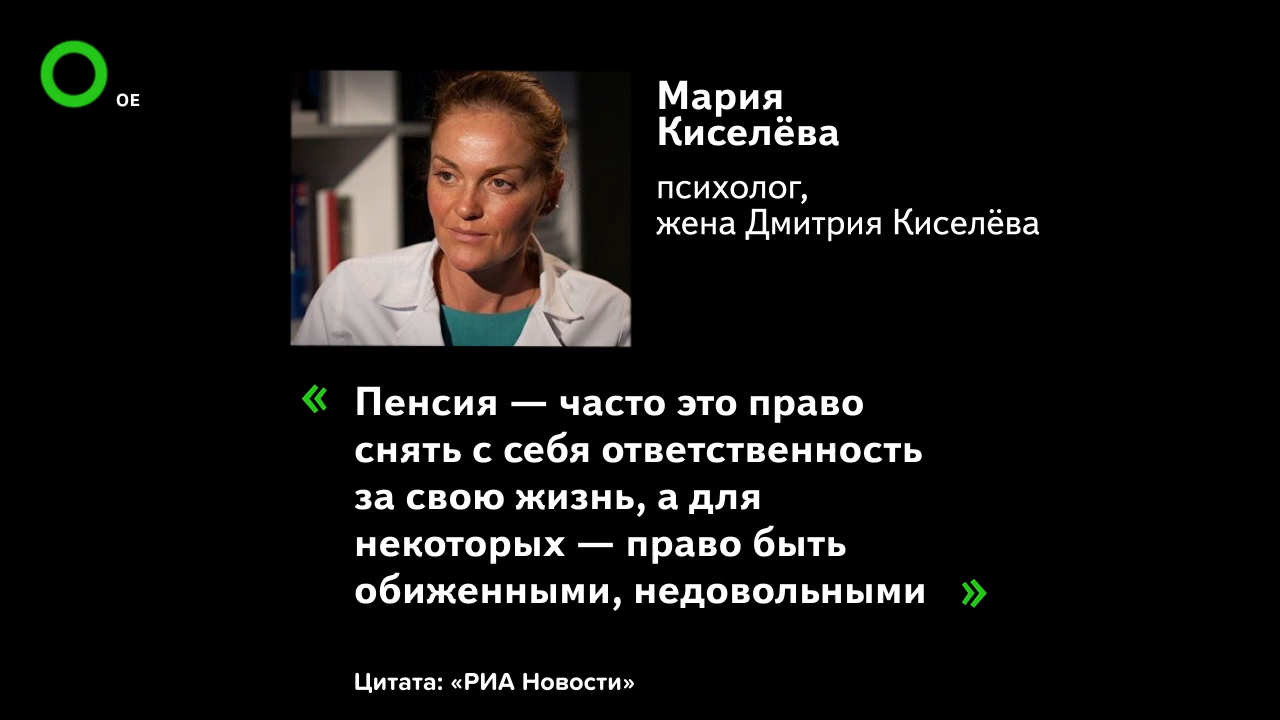 ОЕ
Мария
Киселёва
психолог,
жена Дмитрия Киселёва
« Пенсия — часто это право
снять с себя ответственность
за свою жизнь, а для
некоторых — право быть
обиженными, недовольными »
Цитата: «РИА Новости»